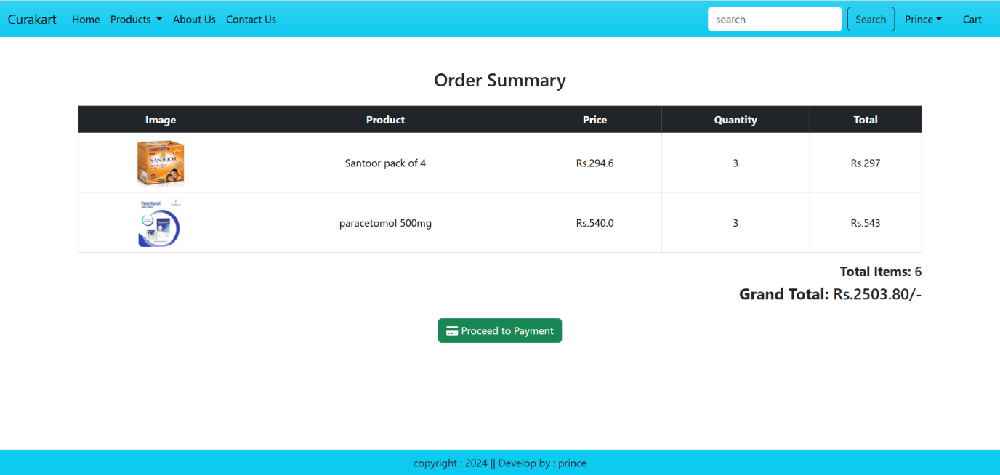 Curakart Home Products About Us Contact Us search Search Prince Cart
Order Summary
Image Product Price Quantity Total
SANTOOR
Santoor pack of 4 Rs.294.6 3 Rs.297
Paracetamol
paracetomol 500mg Rs.540.0 3 Rs.543
Total Items: 6
Grand Total: Rs.2503.80/-
Proceed to Payment
copyright : 2024 || Develop by : prince